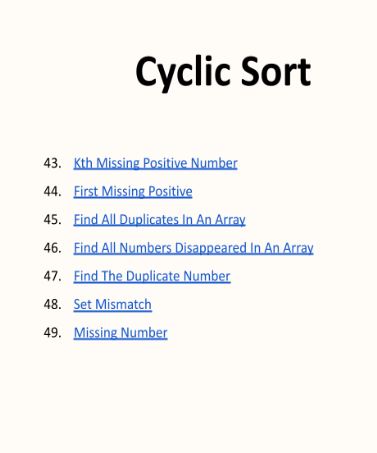 Cyclic Sort
43. Kth Missing Positive Number
44. First Missing Positive
45. Find All Duplicates In An Array
46. Find All Numbers Disappeared In An Array
47. Find The Duplicate Number
48. Set Mismatch
49. Missing Number